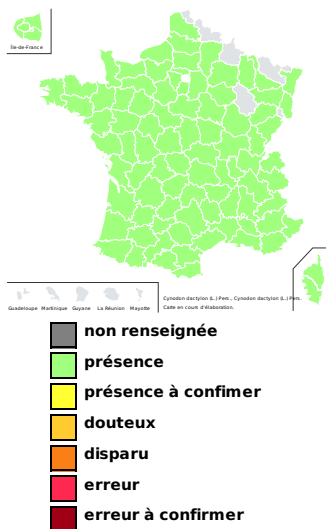 Île-de-France
Guadeloupe Martinique Guyane La Réunion Mayotte
Cynodon dactylon (L.) Pers., Cynodon dactylon (L.) Pers.
Carte en cours d'élaboration.
non renseignée
présence
présence à confimer
douteux
disparu
erreur
erreur à confirmer